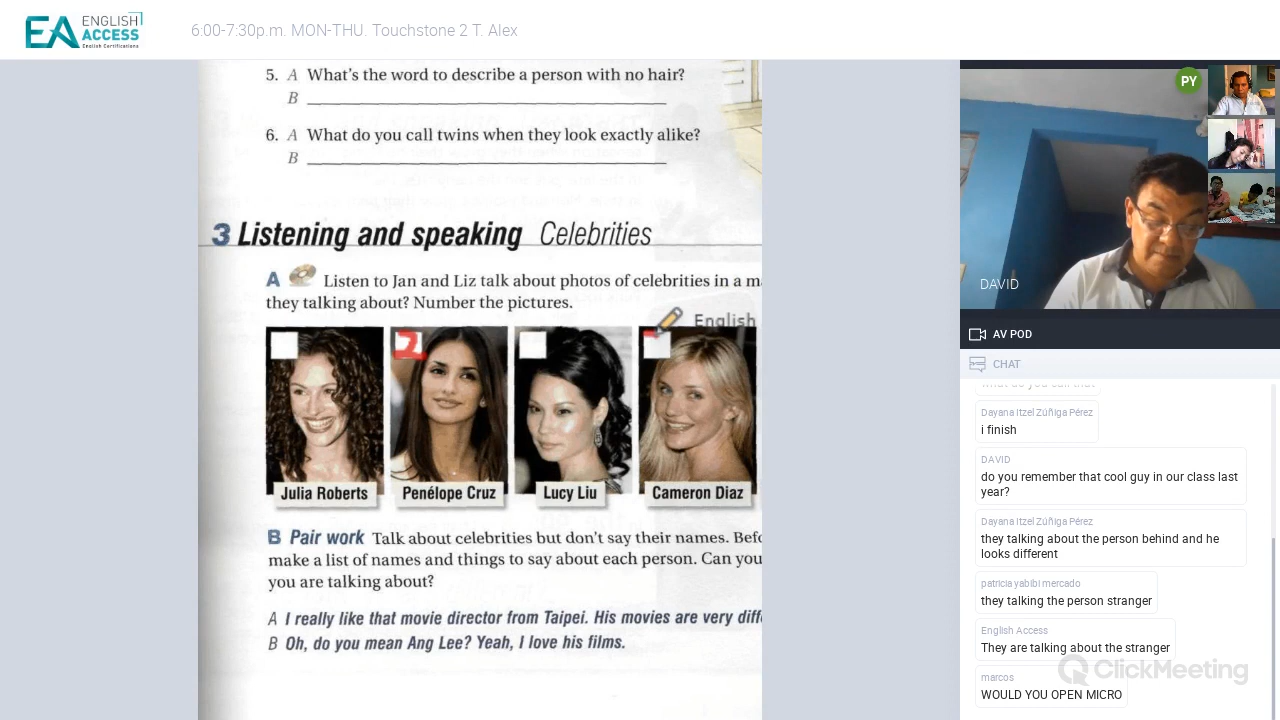 EA ENGLISH
ACCESS
English Certifications
6:00-7:30p.m. MON-THU. Touchstone 2 T. Alex
5. A What's the word to describe a person with no hair?
B
6. A What do you call twins when they look exactly alike?
B
3 Listening and speaking Celebrities
A Listen to Jan and Liz talk about photos of celebrities in a
they talking about? Number the pictures.
English
2
Julia Roberts
Penélope Cruz
Lucy Liu
Cameron Diaz
B Pair work Talk about celebrities but don't say their names.
make a list of names and things to say about each person. Can you
you are talking about?
A I really like that movie director from Taipei. His movies are very
B Oh, do you mean Ang Lee? Yeah, I love his films.
PY
DAVID
AV POD
CHAT
what do you call that
Dayana Itzel Zúñiga Pérez
i finish
DAVID
do you remember that cool guy in our class last
year?
Dayana Itzel Zúñiga Pérez
they talking about the person behind and he
looks different
patricia yabibi mercado
they talking the person stranger
English Access
They are talking about the stranger
ClickMeeting
marcos
WOULD YOU OPEN MICRO